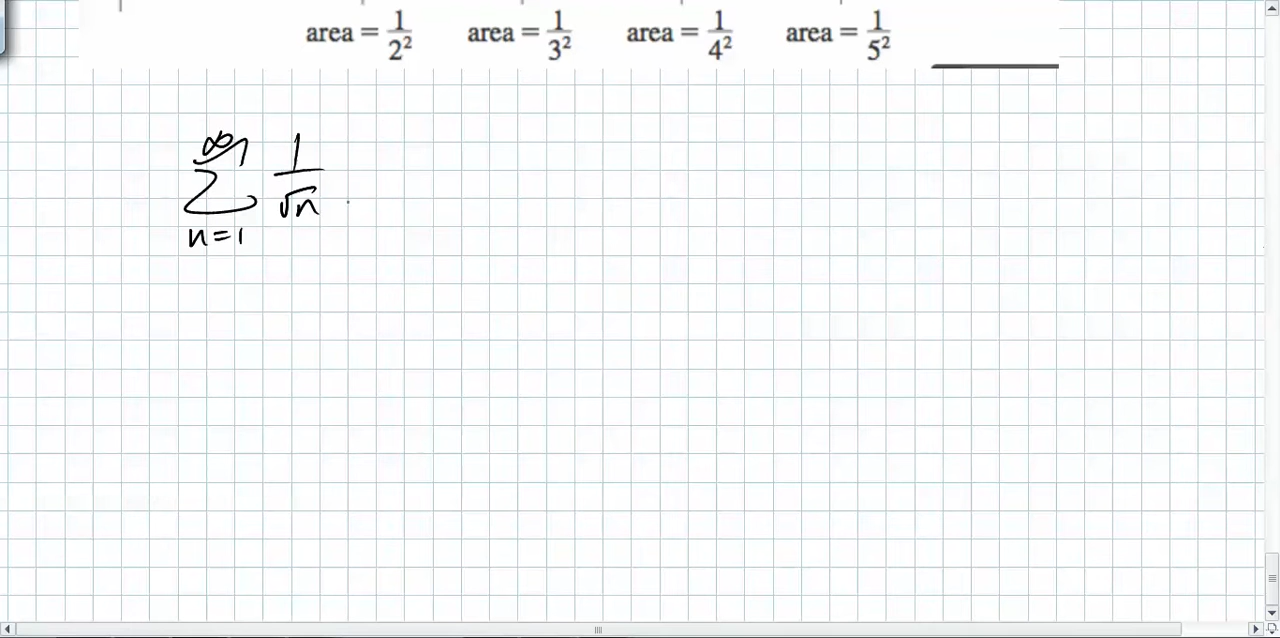 area = 1/2² area = 1/3² area = 1/4² area = 1/5²
∞
∑ 1/√n
n=1